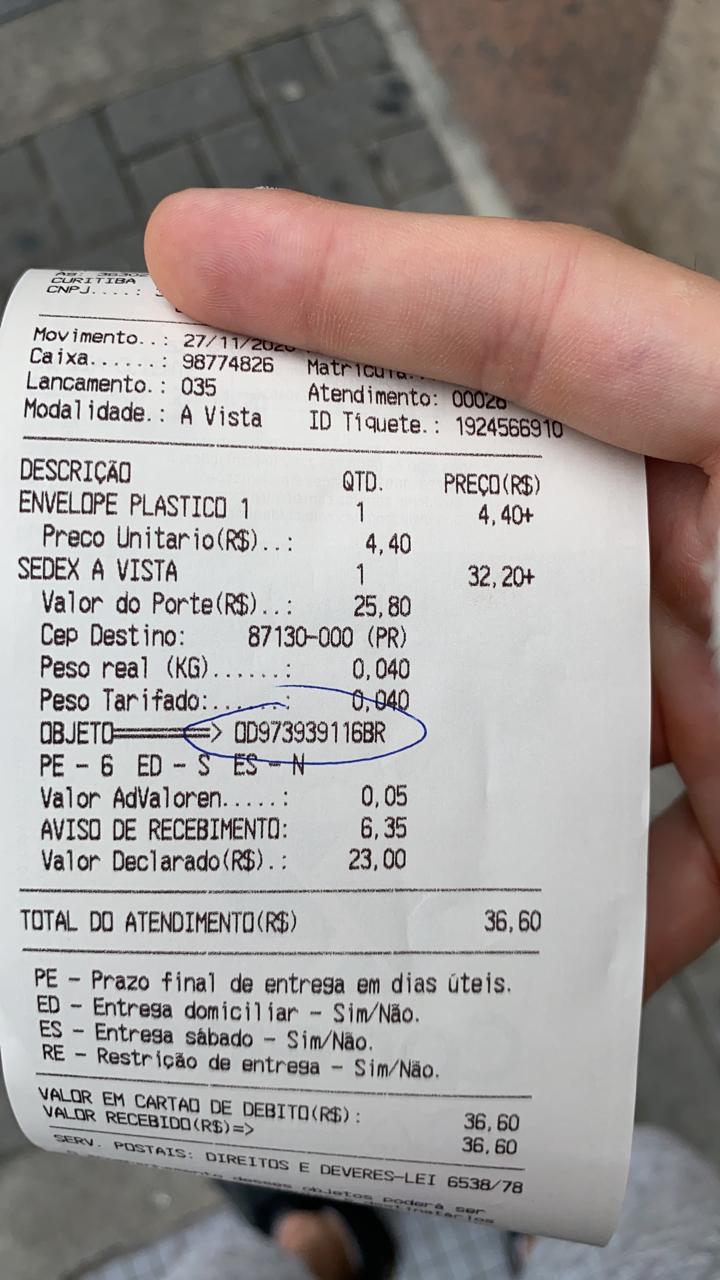 CURITIBA
CNPJ....:
Movimento..: 27/11/2020
Caixa......: 98774826 Matricula..
Lancamento.: 035 Atendimento: 00026
Modalidade.: A Vista ID Tiquete.: 1924566910
DESCRIÇÃO QTD. PREÇO(R$)
ENVELOPE PLASTICO 1 1 4,40+
Preco Unitario(R$)..: 4,40
SEDEX A VISTA 1 32,20+
Valor do Porte(R$)..: 25,80
Cep Destino: 87130-000 (PR)
Peso real (KG)......: 0,040
Peso Tarifado:......: 0,040
OBJETO=========> OD973939116BR
PE - 6 ED - S ES - N
Valor AdValoren.....: 0,05
AVISO DE RECEBIMENTO: 6,35
Valor Declarado(R$).: 23,00
TOTAL DO ATENDIMENTO(R$) 36,60
PE - Prazo final de entrega em dias úteis.
ED - Entrega domiciliar - Sim/Não.
ES - Entrega sábado - Sim/Não.
RE - Restrição de entrega - Sim/Não.
VALOR EM CARTAO DE DEBITO(R$): 36,60
VALOR RECEBIDO(R$)=> 36,60
SERV. POSTAIS: DIREITOS E DEVERES-LEI 6538/78
desses objetos poderá ser
destinatários